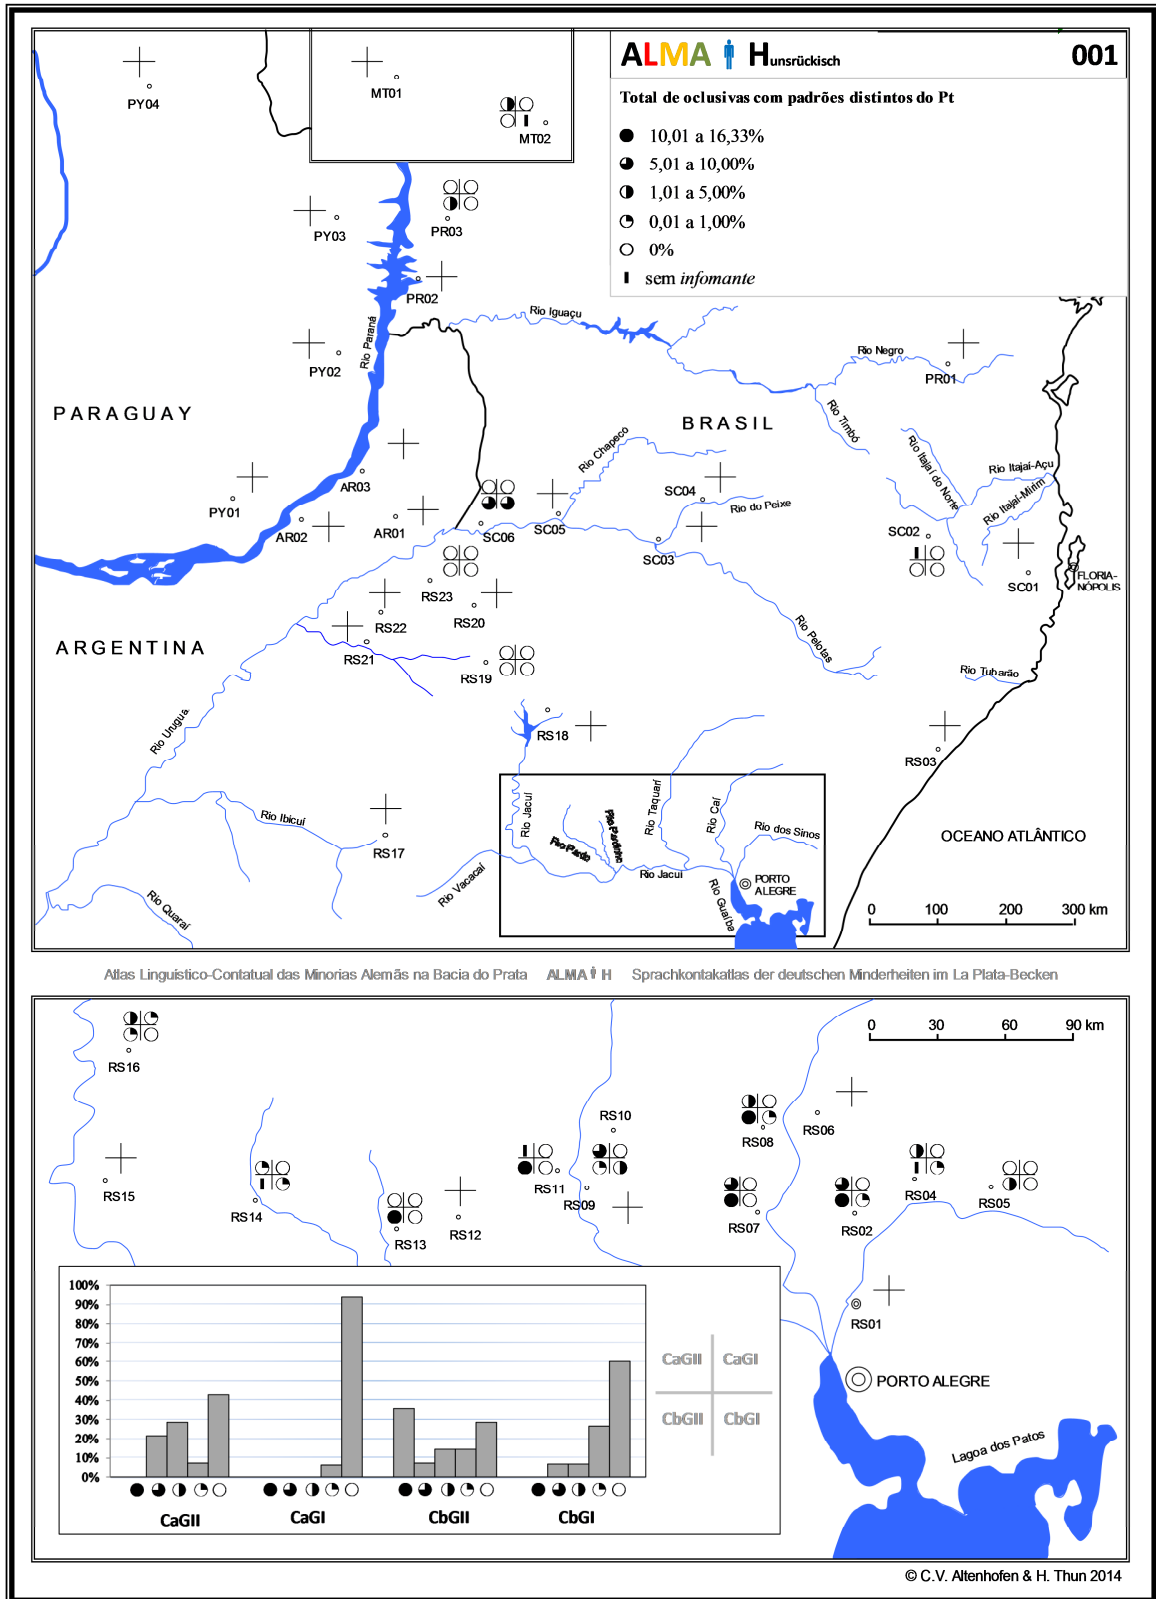 ALMA Hunsrückisch 001
Total de oclusivas com padrões distintos do Pt
10,01 a 16,33%
5,01 a 10,00%
1,01 a 5,00%
0,01 a 1,00%
0%
sem infomante
PY04
MT01
MT02
PY03
PR03
PR02
Rio Iguaçu
Rio Paraná
PY02
Rio Negro
PR01
PARAGUAY
BRASIL
Rio Timbó
Rio Chapeco
Rio Itajaí do Norte
Rio Itajaí-Açu
Rio Itajaí-Mirim
AR03
PY01
SC04
Rio do Peixe
AR02
AR01
SC06
SC05
SC03
SC02
SC01
FLORIA-
NÓPOLIS
RS23
RS20
RS22
RS21
ARGENTINA
RS19
Rio Pelotas
Rio Tubarão
Rio Urugua
RS18
RS03
Rio Ibicuí
RS17
Rio Jacuí
Rio Pardo
Rio Pardinho
Rio Taquarí
Rio Caí
Rio dos Sinos
OCEANO ATLÂNTICO
Rio Vacacaí
Rio Jacuí
Rio Guaíba
PORTO
ALEGRE
Rio Quaraí
0 100 200 300 km
Atlas Linguístico-Contatual das Minorias Alemãs na Bacia do Prata ALMA H Sprachkontakatlas der deutschen Minderheiten im La Plata-Becken
0 30 60 90 km
RS16
RS10
RS08
RS06
RS15
RS14
RS11
RS09
RS04
RS05
RS13
RS12
RS07
RS02
RS01
PORTO ALEGRE
Lagoa dos Patos
100%
90%
80%
70%
60%
50%
40%
30%
20%
10%
0%
CaGII CaGI CbGII CbGI
CaGII CaGI
CbGII CbGI
© C.V. Altenhofen & H. Thun 2014